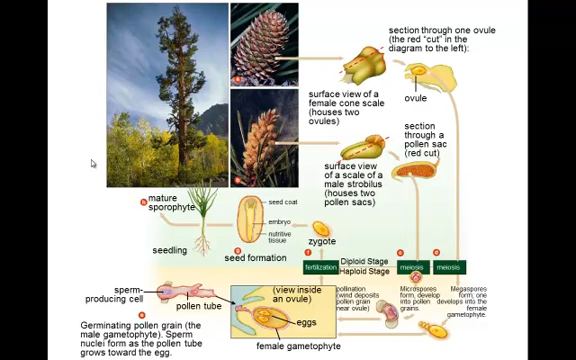 section through one ovule
(the red "cut" in the
diagram to the left):
ovule
surface view of a
female cone scale
(houses two
ovules)
section
through a
pollen sac
(red cut)
surface view
of a scale of a
male strobilus
(houses two
pollen sacs)
mature
sporophyte
seedling
seed coat
embryo
nutritive
tissue
seed formation
zygote
fertilization
Diploid Stage
Haploid Stage
meiosis
meiosis
sperm-
producing cell
pollen tube
(view inside
an ovule)
eggs
female gametophyte
pollination
(wind deposits
pollen grain
near ovule)
Microspores
form, develop
into pollen
grains.
Megaspores
form; one
develops into the
female
gametophyte.
Germinating pollen grain (the
male gametophyte). Sperm
nuclei form as the pollen tube
grows toward the egg.